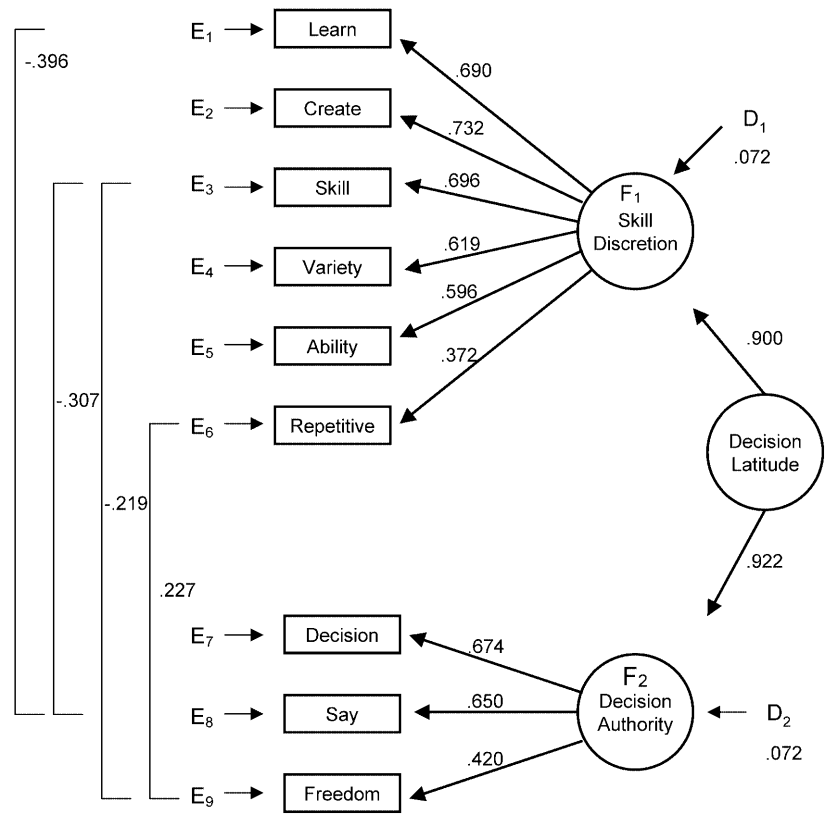 E1 Learn
-.396
.690
E2 Create
.732
D1
.072
E3 Skill
.696
F1
Skill
Discretion
E4 Variety
.619
E5 Ability
.596
.372
.900
-.307
E6 Repetitive
Decision
Latitude
-.219
.922
.227
E7 Decision
.674
F2
Decision
Authority
E8 Say
.650
D2
.072
E9 Freedom
.420